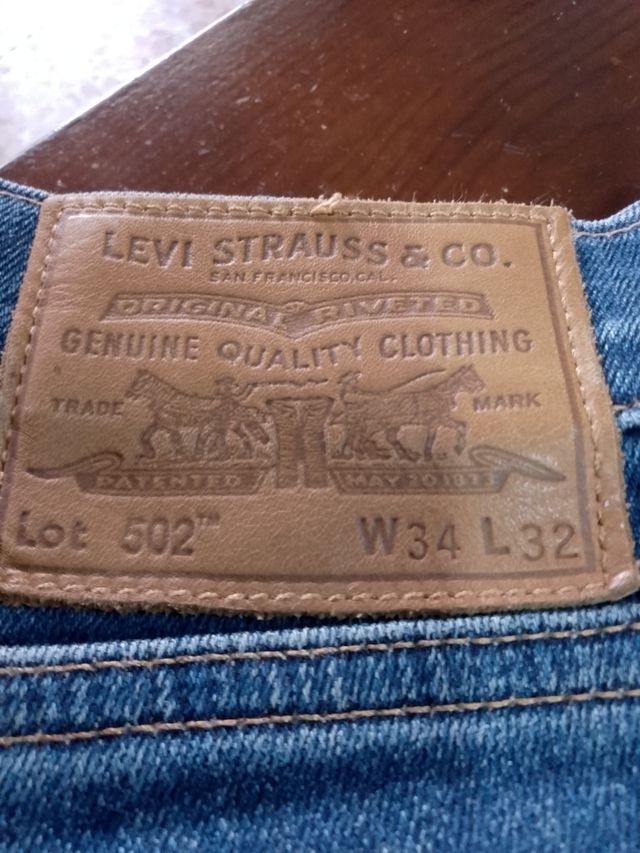 LEVI STRAUSS & CO.
SAN FRANCISCO, CAL.
ORIGINAL RIVETED
GENUINE QUALITY CLOTHING
TRADE MARK
PATENTED MAY 20 1873
Lot 502™ W34 L32